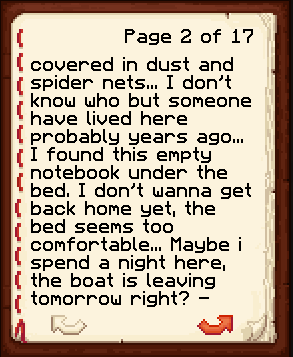 Page 2 of 17
covered in dust and
spider nets... I don't
know who but someone
have lived here
probably years ago...
I found this empty
notebook under the
bed. I don't wanna get
back home yet, the
bed seems too
comfortable... Maybe i
spend a night here,
the boat is leaving
tomorrow right? -